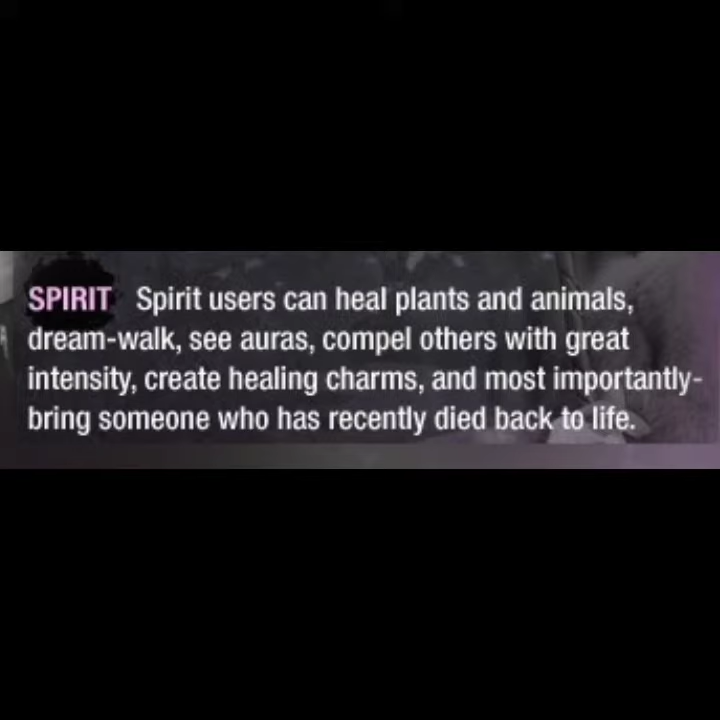 SPIRIT Spirit users can heal plants and animals,
dream-walk, see auras, compel others with great
intensity, create healing charms, and most importantly-
bring someone who has recently died back to life.